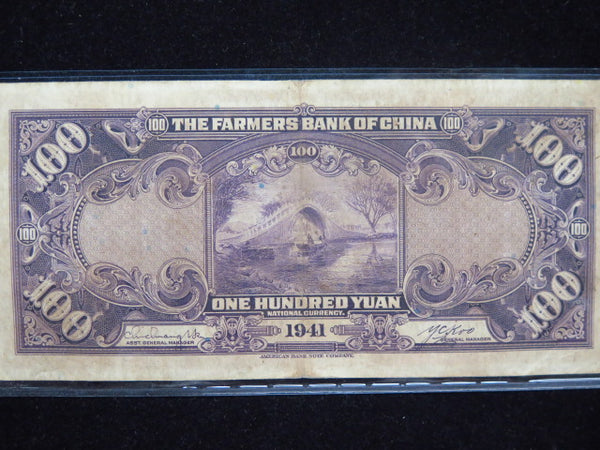 100 100
100 THE FARMERS BANK OF CHINA 100
100
100 100
ONE HUNDRED YUAN
NATIONAL CURRENCY.
100 100
1941
ASST. GENERAL MANAGER
Y C Koo
GENERAL MANAGER
AMERICAN BANK NOTE COMPANY.